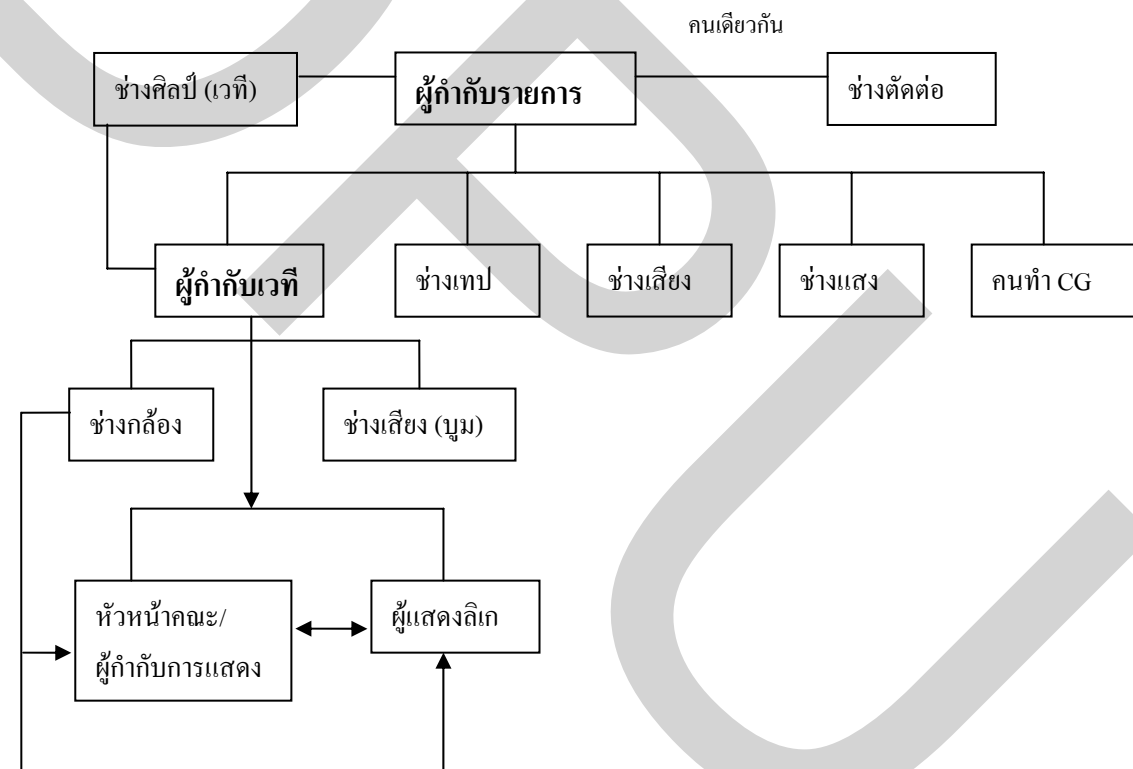 คนเดียวกัน
ช่างศิลป์ (เวที)
ผู้กำกับรายการ
ช่างตัดต่อ
ผู้กำกับเวที
ช่างเทป
ช่างเสียง
ช่างแสง
คนทำ CG
ช่างกล้อง
ช่างเสียง (บูม)
หัวหน้าคณะ/
ผู้กำกับการแสดง
ผู้แสดงลิเก